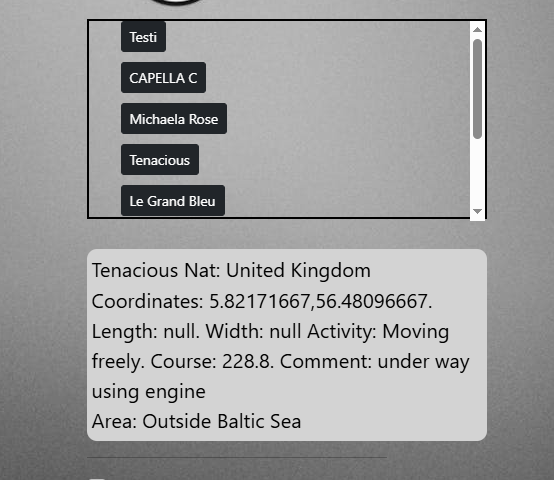 Testi
CAPELLA C
Michaela Rose
Tenacious
Le Grand Bleu
Tenacious Nat: United Kingdom
Coordinates: 5.82171667,56.48096667.
Length: null. Width: null Activity: Moving
freely. Course: 228.8. Comment: under way
using engine
Area: Outside Baltic Sea